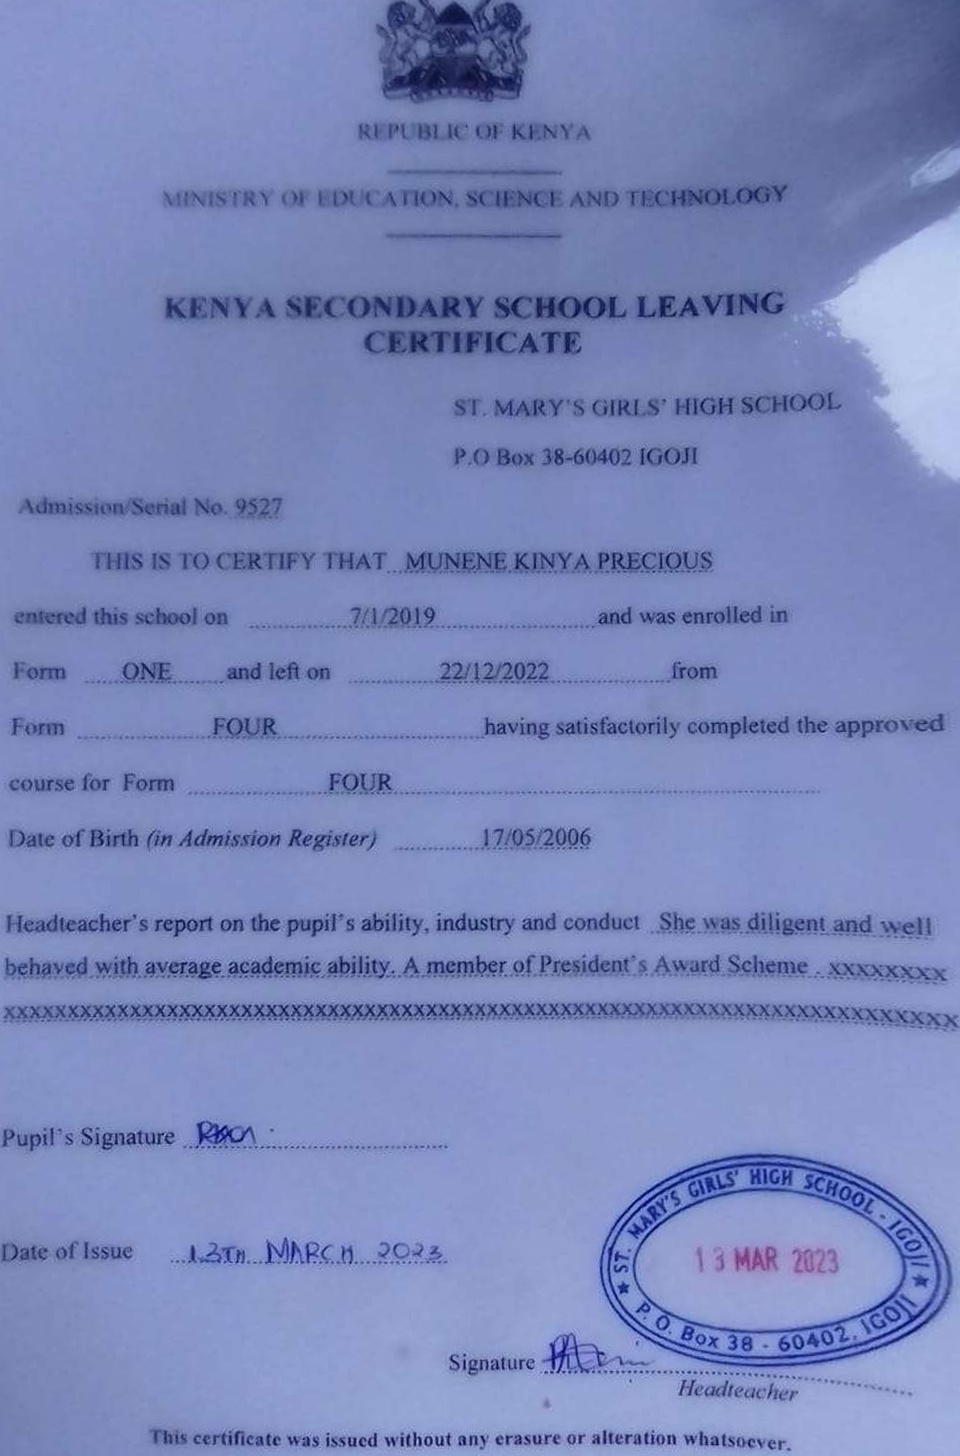 REPUBLIC OF KENYA
MINISTRY OF EDUCATION, SCIENCE AND TECHNOLOGY
KENYA SECONDARY SCHOOL LEAVING
CERTIFICATE
ST. MARY'S GIRLS' HIGH SCHOOL
P.O Box 38-60402 IGOJI
Admission/Serial No. 9527
THIS IS TO CERTIFY THAT MUNENE KINYA PRECIOUS
entered this school on 7/1/2019 and was enrolled in
Form ONE and left on 22/12/2022 from
Form FOUR having satisfactorily completed the approved
course for Form FOUR
Date of Birth (in Admission Register) 17/05/2006
Headteacher's report on the pupil's ability, industry and conduct She was diligent and well
behaved with average academic ability. A member of President's Award Scheme . xxxxxxxx
xxxxxxxxxxxxxxxxxxxxxxxxxxxxxxxxxxxxxxxxxxxxxxxxxxxxxxxxxxxxxxxxxxxxxxxx
Pupil's Signature
Date of Issue 13TH MARCH 2023
ST. MARY'S GIRLS' HIGH SCHOOL - IGOJI
13 MAR 2023
P. O. Box 38 - 60402, IGOJI
Signature
Headteacher
This certificate was issued without any erasure or alteration whatsoever.